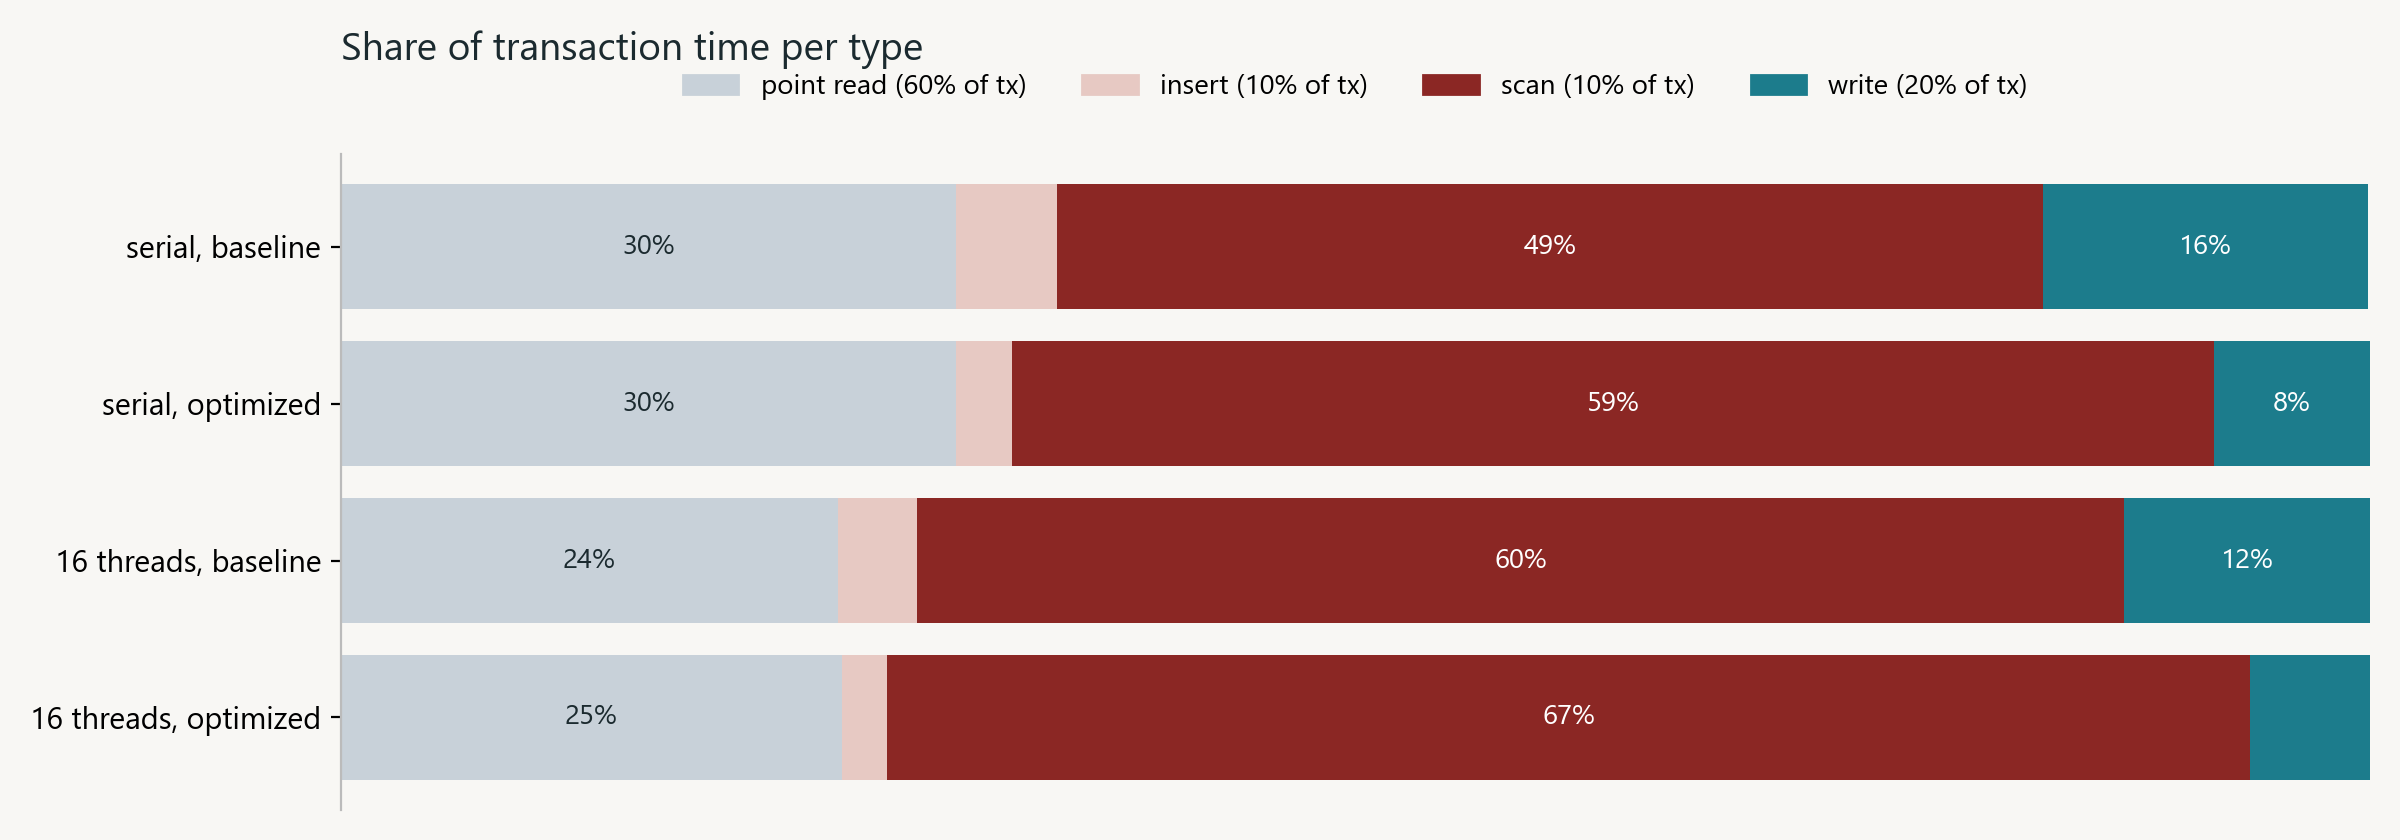 Share of transaction time per type
point read (60% of tx) insert (10% of tx) scan (10% of tx) write (20% of tx)
serial, baseline 30% 49% 16%
serial, optimized 30% 59% 8%
16 threads, baseline 24% 60% 12%
16 threads, optimized 25% 67%